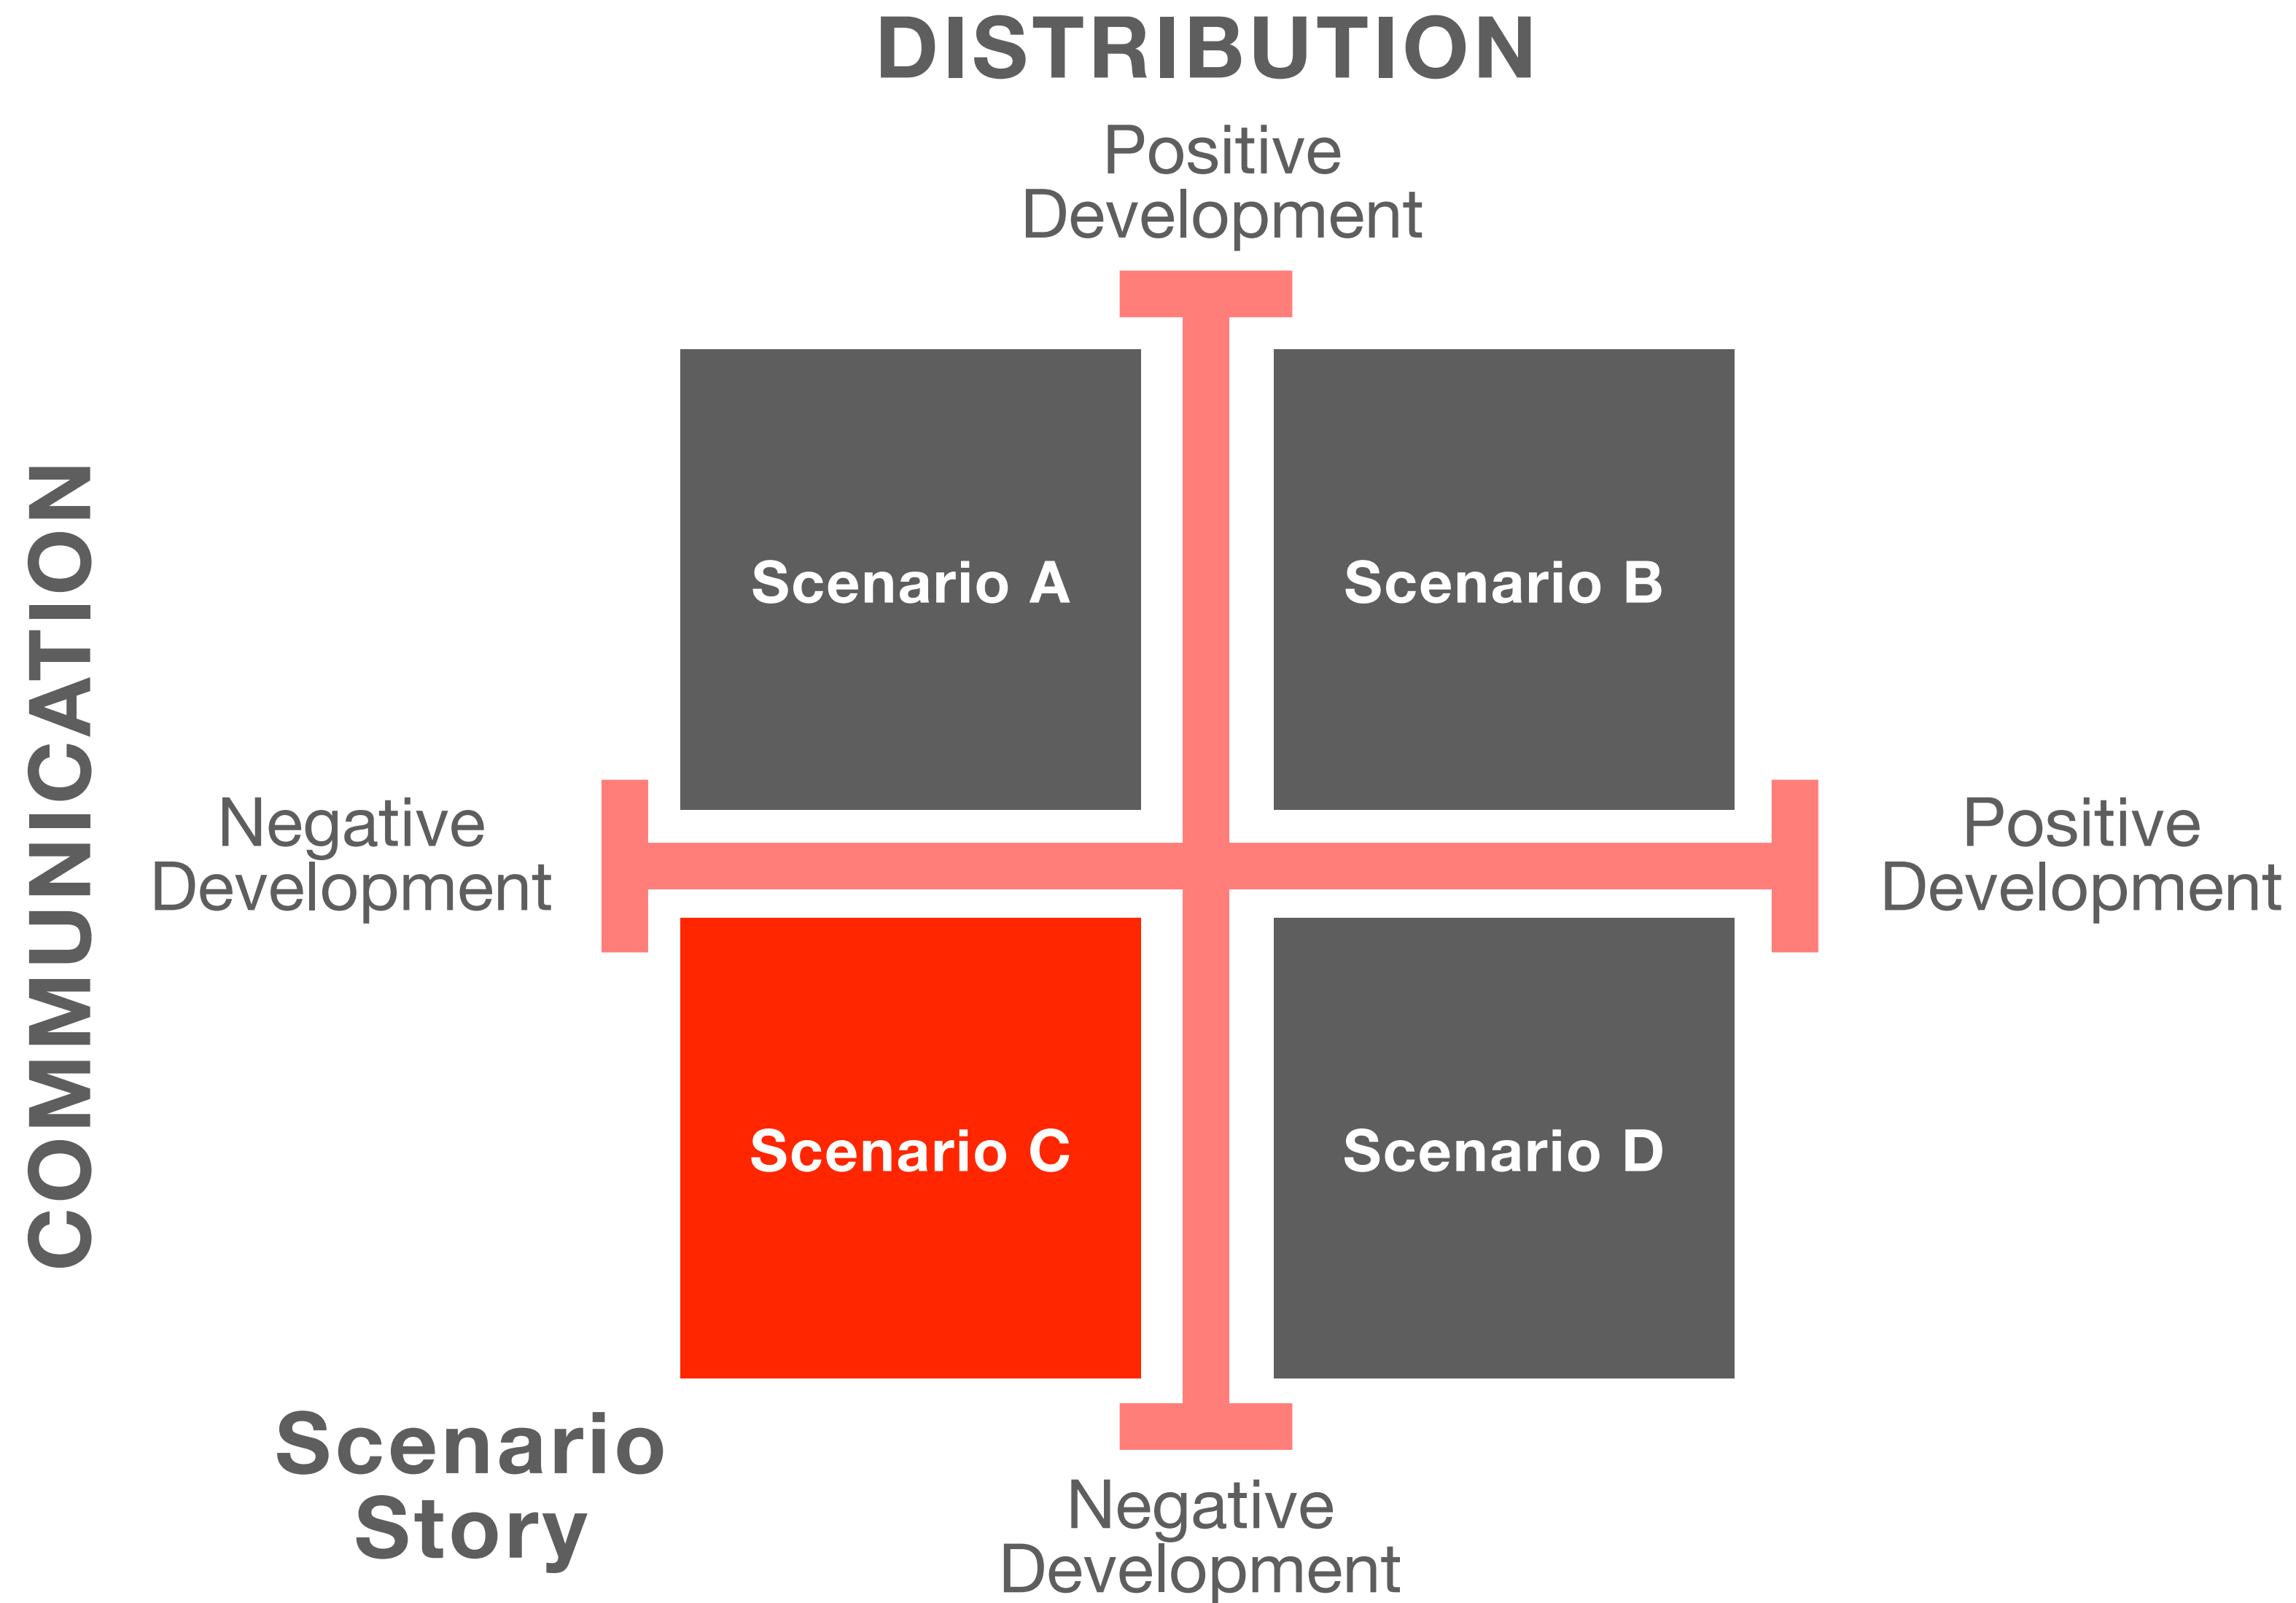 DISTRIBUTION
Positive
Development
COMMUNICATION
Scenario A
Scenario B
Negative
Development
Positive
Development
Scenario C
Scenario D
Scenario
Story
Negative
Development